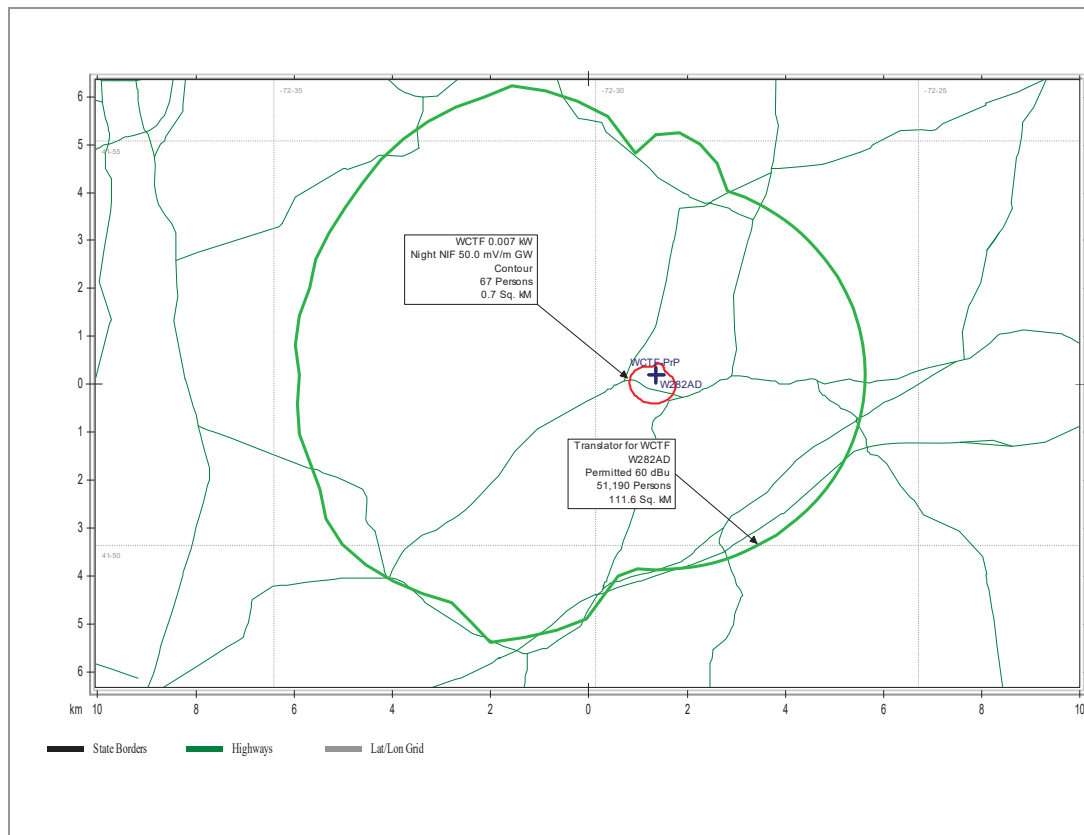 -72-35
-72-30
-72-25
6
5
41-55
4
3
2
1
0
1
2
3
41-50
4
5
6
WCTF 0.007 kW
Night NIF 50.0 mV/m GW
Contour
67 Persons
0.7 Sq. kM
WCTF.PrP
W282AD
Translator for WCTF
W282AD
Permitted 60 dBu
51,190 Persons
111.6 Sq. kM
km 10 8 6 4 2 0 2 4 6 8 10
State Borders Highways Lat/Lon Grid